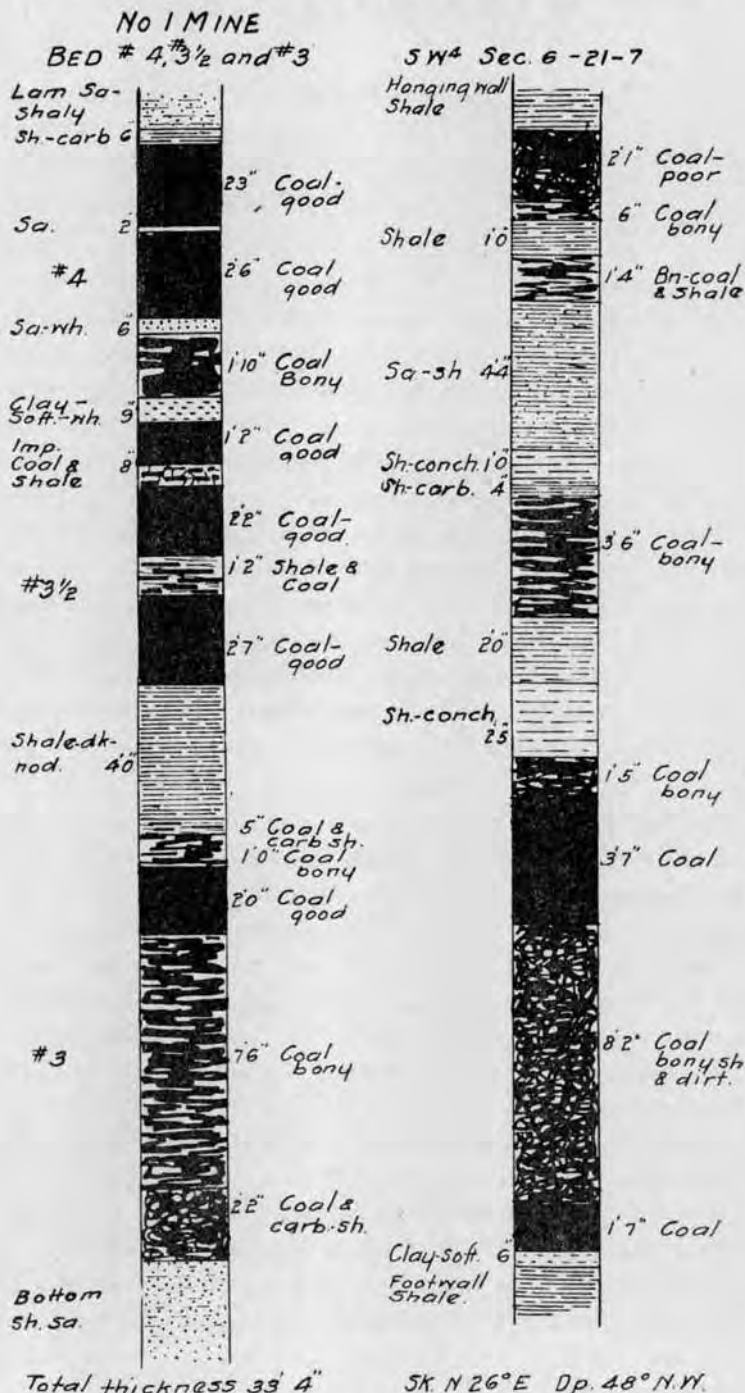 No 1 MINE
BED # 4, #3½ and #3
Lam Sa-
Shaly
Sh.-carb 6"
2'3" Coal-
good
Sa. 2"
#4
2'6" Coal
good
Sa.-wh. 6"
1'10" Coal
Bony
Clay-
Soft.-wh. 9"
1'2" Coal
good
Imp.
Coal &
Shale 8"
2'2" Coal-
good.
1'2" Shale &
Coal
#3½
2'7" Coal-
good
Shale-dk-
nod. 4'0"
5" Coal &
carb sh.
1'0" Coal
bony
2'0" Coal
good
#3
7'6" Coal
bony
2'2" Coal &
carb.-sh.
Bottom
Sh. Sa.
Total thickness 33' 4"
SW⁴ Sec. 6 -21-7
Hanging wall
Shale
2'1" Coal-
poor
6" Coal
bony
Shale 1'0"
1'4" Bn-coal
& Shale
Sa-sh 4'4"
Sh.-conch. 1'0"
Sh-carb. 4"
3'6" Coal-
bony
Shale 2'0"
Sh.-conch.
2'5"
1'5" Coal
bony
3'7" Coal
8'2" Coal
bony sh
& dirt.
1'7" Coal
Clay-soft. 6"
Footwall
Shale.
SK. N 26° E Dp. 48° N.W.